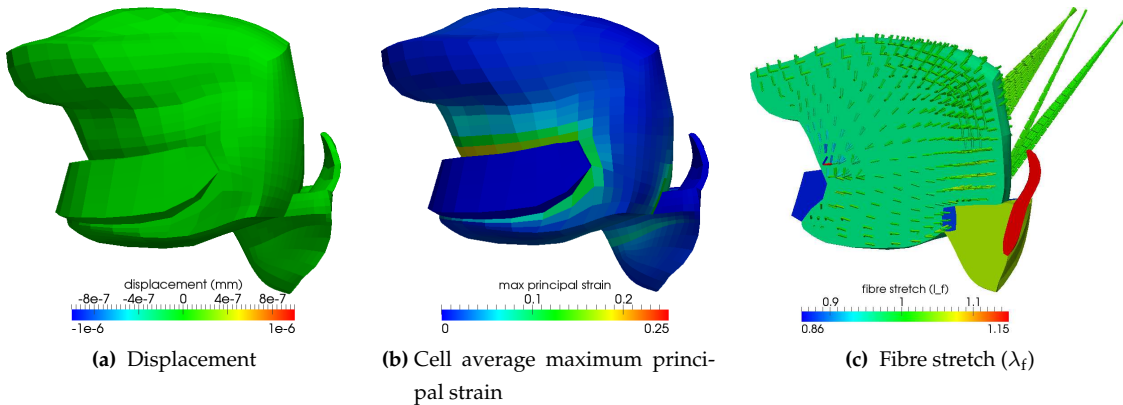 displacement (mm)
-8e-7 -4e-7 0 4e-7 8e-7
-1e-6 1e-6
(a) Displacement
max principal strain
0.1 0.2
0 0.25
(b) Cell average maximum princi-
pal strain
fibre stretch (l_f)
0.9 1 1.1
0.86 1.15
(c) Fibre stretch (λf)